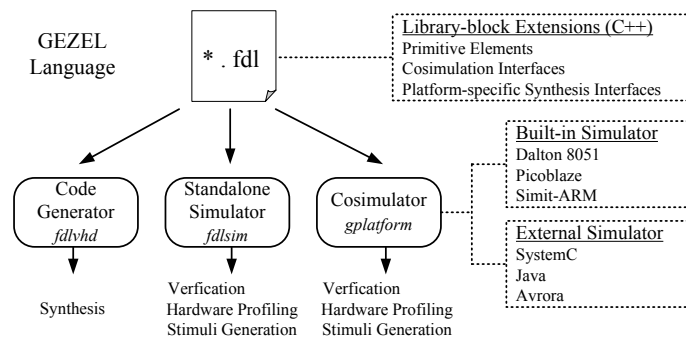 GEZEL
Language
* . fdl
Library-block Extensions (C++)
Primitive Elements
Cosimulation Interfaces
Platform-specific Synthesis Interfaces
Code
Generator
fdlvhd
Standalone
Simulator
fdlsim
Cosimulator
gplatform
Built-in Simulator
Dalton 8051
Picoblaze
Simit-ARM
External Simulator
SystemC
Java
Avrora
Synthesis
Verfication
Hardware Profiling
Stimuli Generation
Verfication
Hardware Profiling
Stimuli Generation